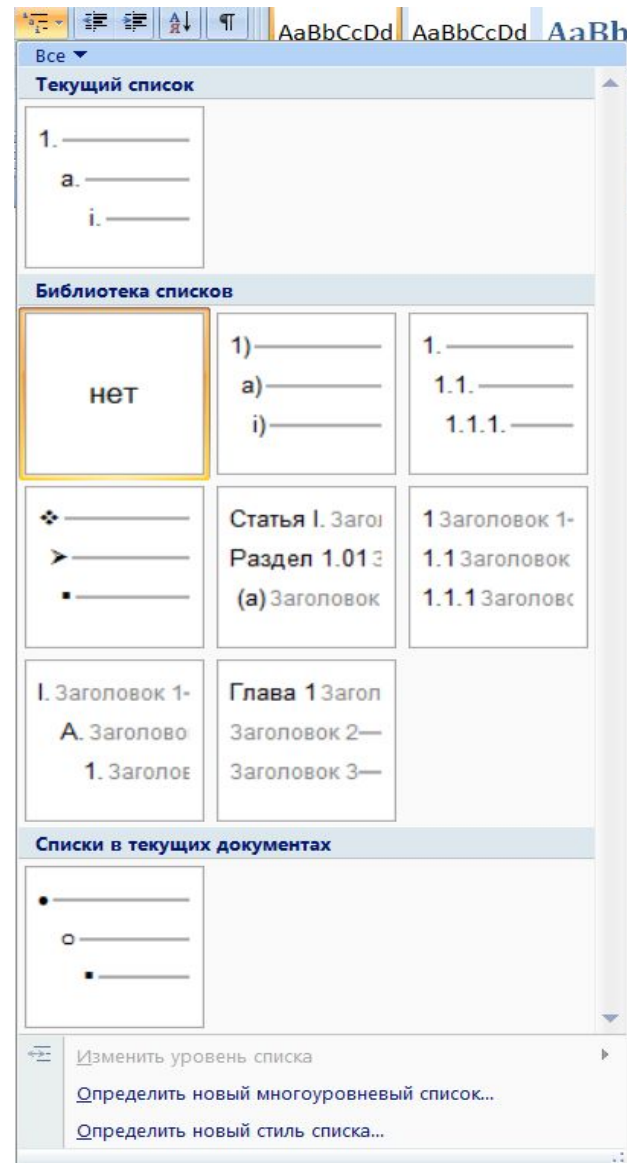 AaBbCcDd AaBbCcDd AaBb
Все
Текущий список
1.
a.
i.
Библиотека списков
нет
1)
a)
i)
1.
1.1.
1.1.1.
Статья I. Заго
Раздел 1.01 З
(a) Заголовок
1 Заголовок 1-
1.1 Заголовок
1.1.1 Заголово
I. Заголовок 1-
A. Заголово
1. Заголов
Глава 1 Загол
Заголовок 2
Заголовок 3
Списки в текущих документах
Изменить уровень списка
Определить новый многоуровневый список...
Определить новый стиль списка...